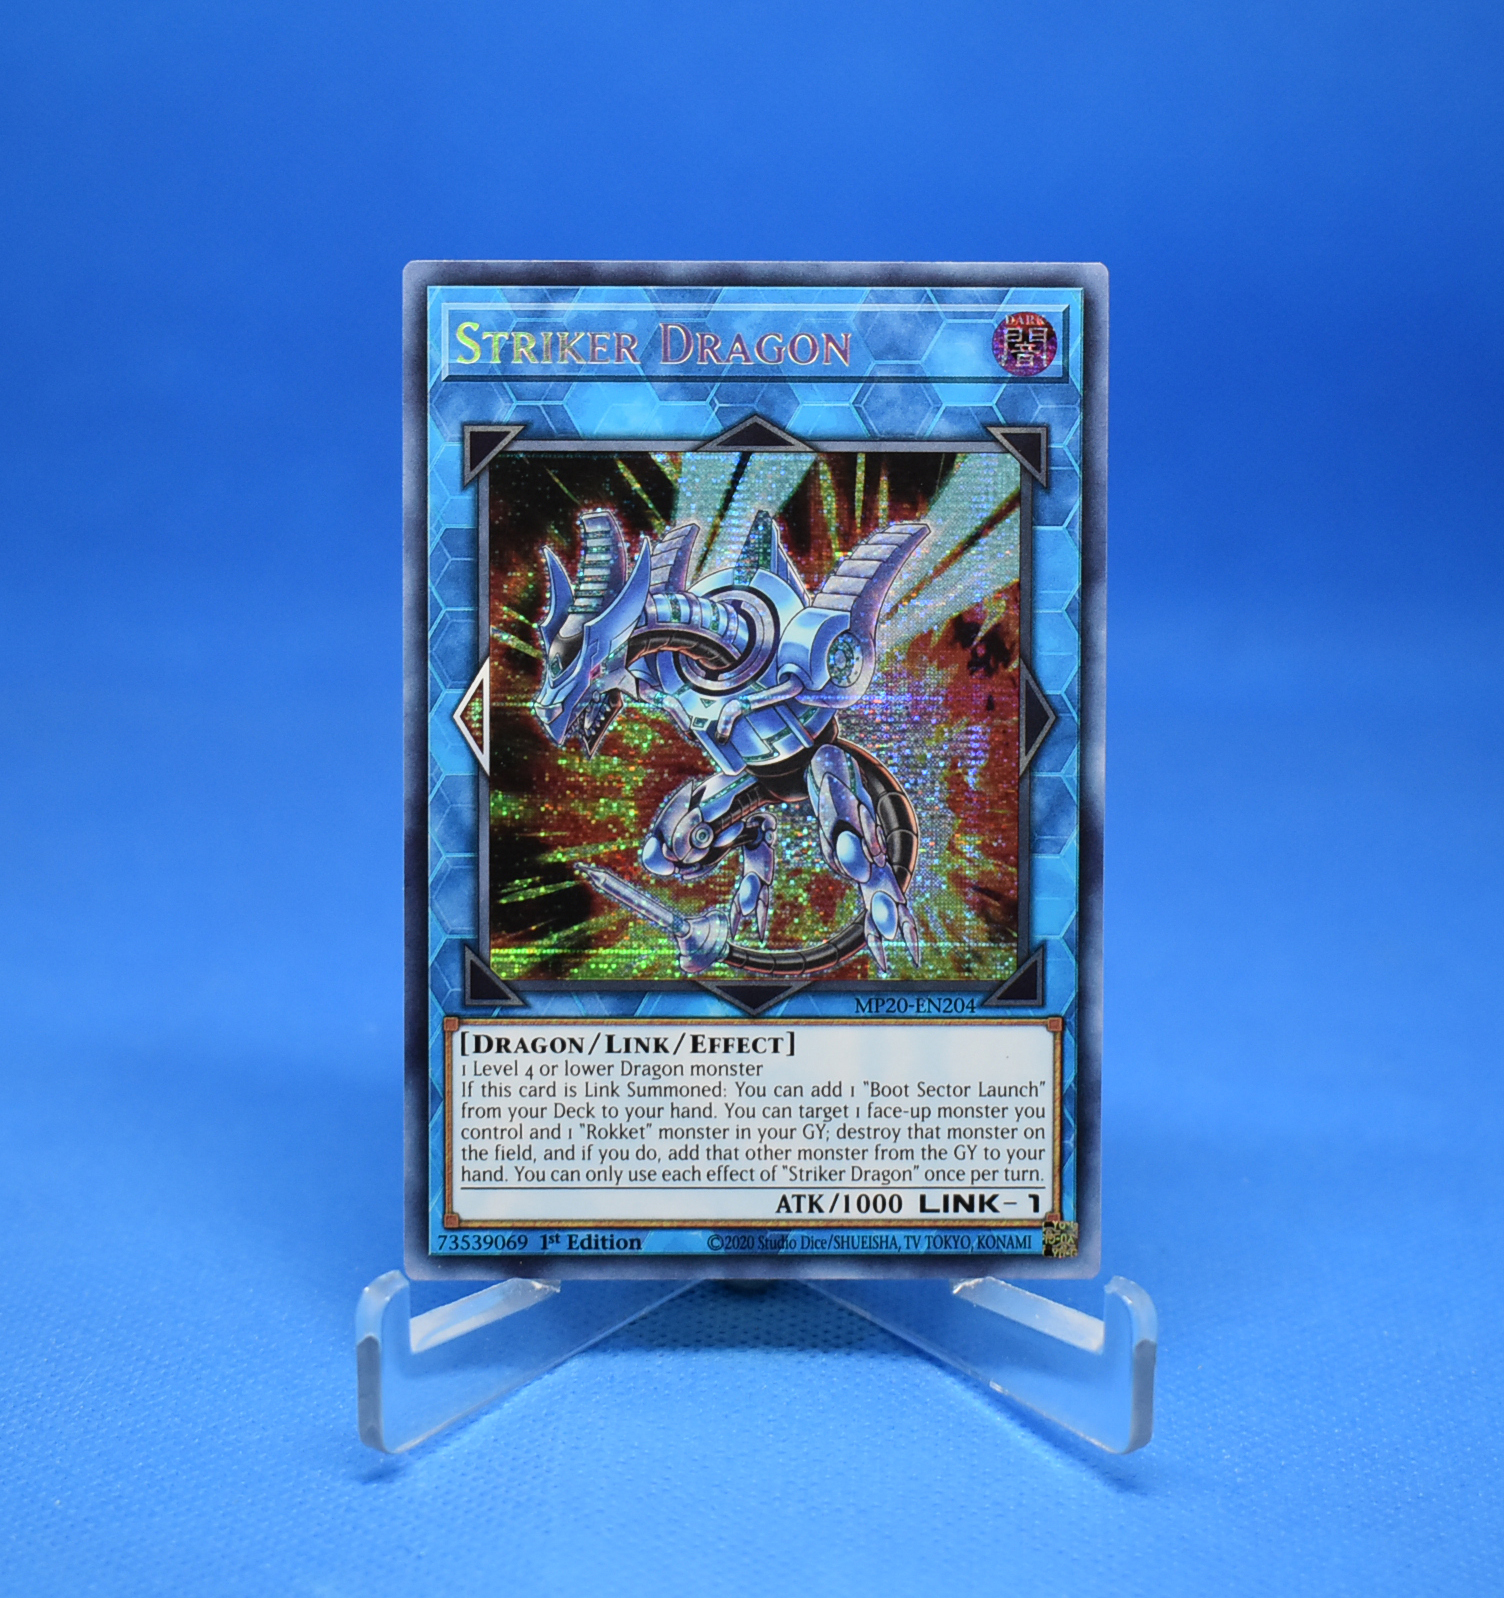 STRIKER DRAGON
DARK
闇
MP20-EN204
[DRAGON/LINK/EFFECT]
1 Level 4 or lower Dragon monster
If this card is Link Summoned: You can add 1 "Boot Sector Launch"
from your Deck to your hand. You can target 1 face-up monster you
control and 1 "Rokket" monster in your GY; destroy that monster on
the field, and if you do, add that other monster from the GY to your
hand. You can only use each effect of "Striker Dragon" once per turn.
ATK/1000 LINK-1
73539069 1st Edition ©2020 Studio Dice/SHUEISHA, TV TOKYO, KONAMI